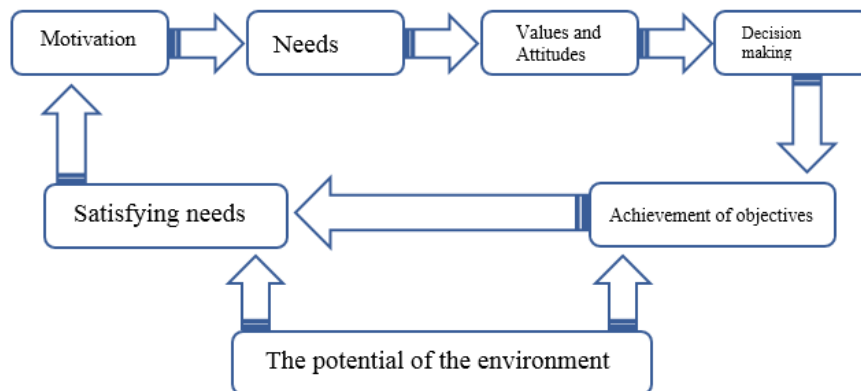 Motivation
Needs
Values and
Attitudes
Decision
making
Satisfying needs
Achievement of objectives
The potential of the environment